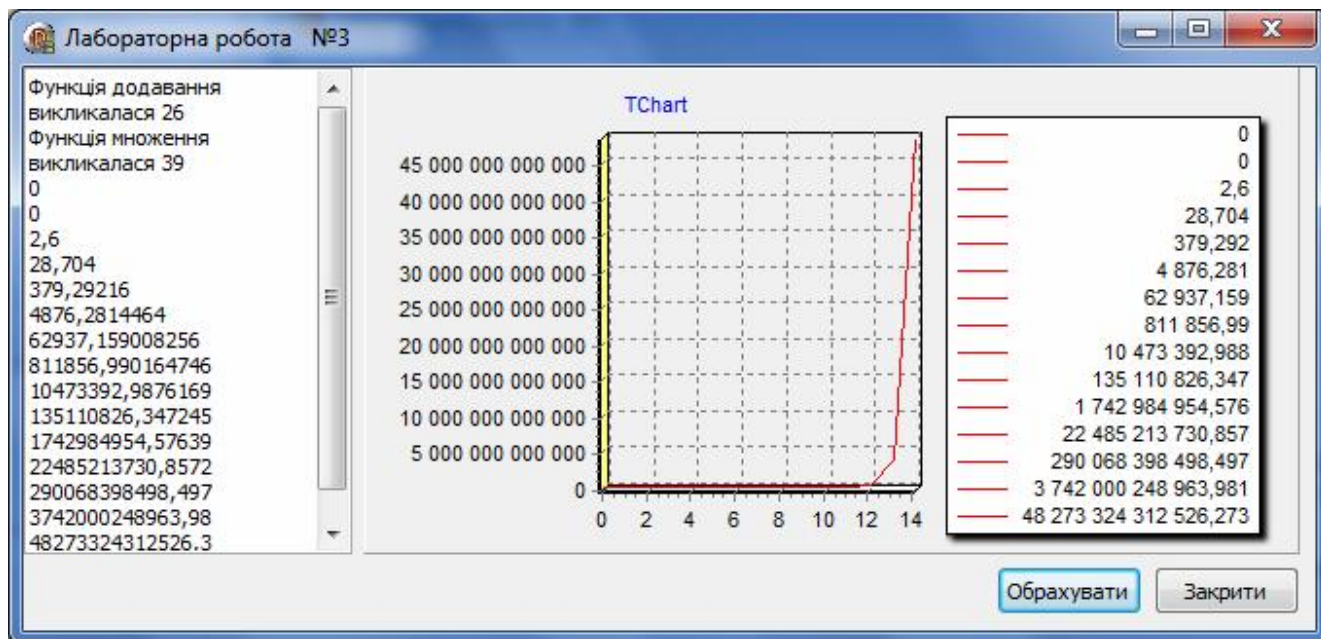 Лабораторна робота №3
Функція додавання
викликалася 26
Функція множення
викликалася 39
0
0
2,6
28,704
379,29216
4876,2814464
62937,159008256
811856,990164746
10473392,9876169
135110826,347245
1742984954,57639
22485213730,8572
290068398498,497
3742000248963,98
48273324312526.3
TChart
45 000 000 000 000
40 000 000 000 000
35 000 000 000 000
30 000 000 000 000
25 000 000 000 000
20 000 000 000 000
15 000 000 000 000
10 000 000 000 000
5 000 000 000 000
0
0 2 4 6 8 10 12 14
0
0
2,6
28,704
379,292
4 876,281
62 937,159
811 856,99
10 473 392,988
135 110 826,347
1 742 984 954,576
22 485 213 730,857
290 068 398 498,497
3 742 000 248 963,981
48 273 324 312 526,273
Обрахувати Закрити